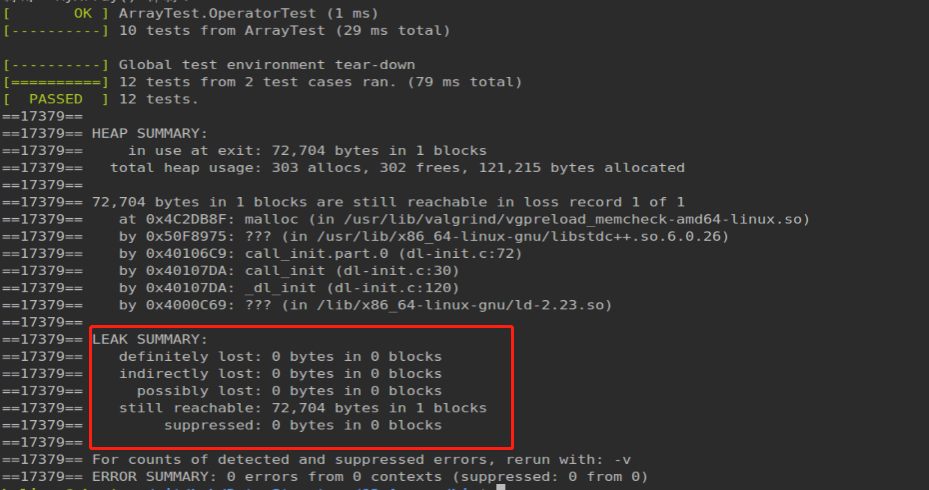 [       OK ] ArrayTest.OperatorTest (1 ms)
[----------] 10 tests from ArrayTest (29 ms total)

[----------] Global test environment tear-down
[==========] 12 tests from 2 test cases ran. (79 ms total)
[  PASSED  ] 12 tests.
==17379==
==17379== HEAP SUMMARY:
==17379==     in use at exit: 72,704 bytes in 1 blocks
==17379==   total heap usage: 303 allocs, 302 frees, 121,215 bytes allocated
==17379==
==17379== 72,704 bytes in 1 blocks are still reachable in loss record 1 of 1
==17379==    at 0x4C2DB8F: malloc (in /usr/lib/valgrind/vgpreload_memcheck-amd64-linux.so)
==17379==    by 0x50F8975: ??? (in /usr/lib/x86_64-linux-gnu/libstdc++.so.6.0.26)
==17379==    by 0x40106C9: call_init.part.0 (dl-init.c:72)
==17379==    by 0x40107DA: call_init (dl-init.c:30)
==17379==    by 0x40107DA: _dl_init (dl-init.c:120)
==17379==    by 0x4000C69: ??? (in /lib/x86_64-linux-gnu/ld-2.23.so)
==17379==
==17379== LEAK SUMMARY:
==17379==    definitely lost: 0 bytes in 0 blocks
==17379==    indirectly lost: 0 bytes in 0 blocks
==17379==      possibly lost: 0 bytes in 0 blocks
==17379==    still reachable: 72,704 bytes in 1 blocks
==17379==         suppressed: 0 bytes in 0 blocks
==17379==
==17379== For counts of detected and suppressed errors, rerun with: -v
==17379== ERROR SUMMARY: 0 errors from 0 contexts (suppressed: 0 from 0)